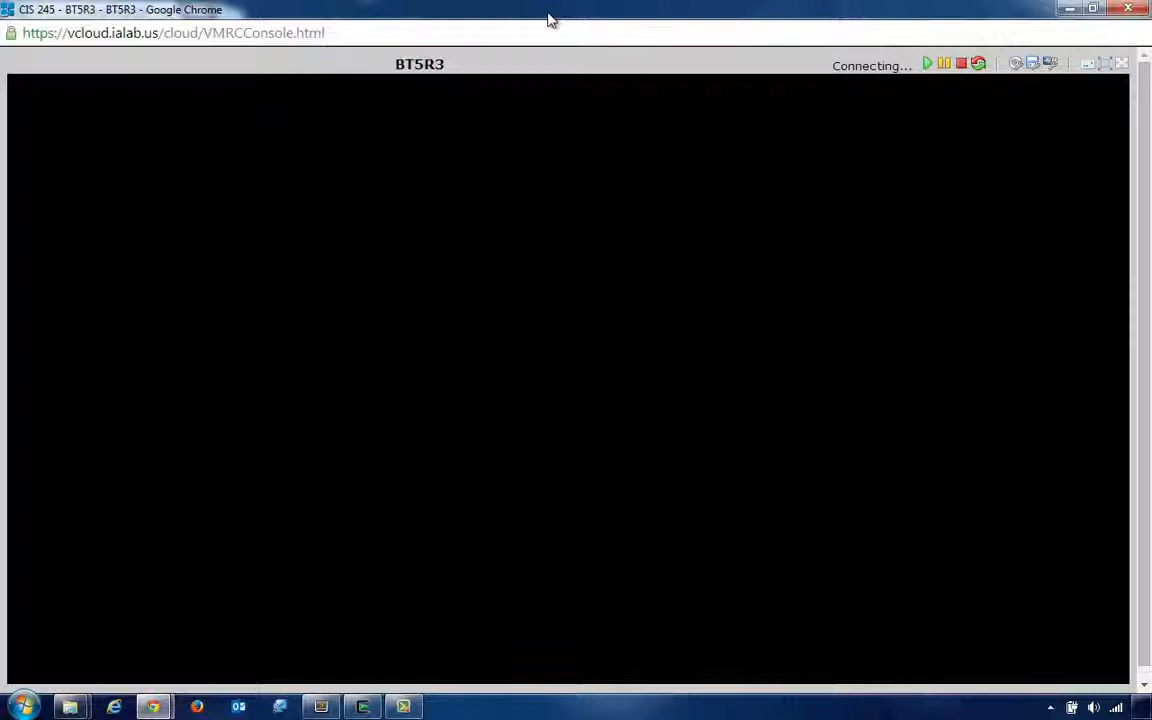 CIS 245 - BT5R3 - BT5R3 - Google Chrome
https://vcloud.ialab.us/cloud/VMRCConsole.html
BT5R3
Connecting...